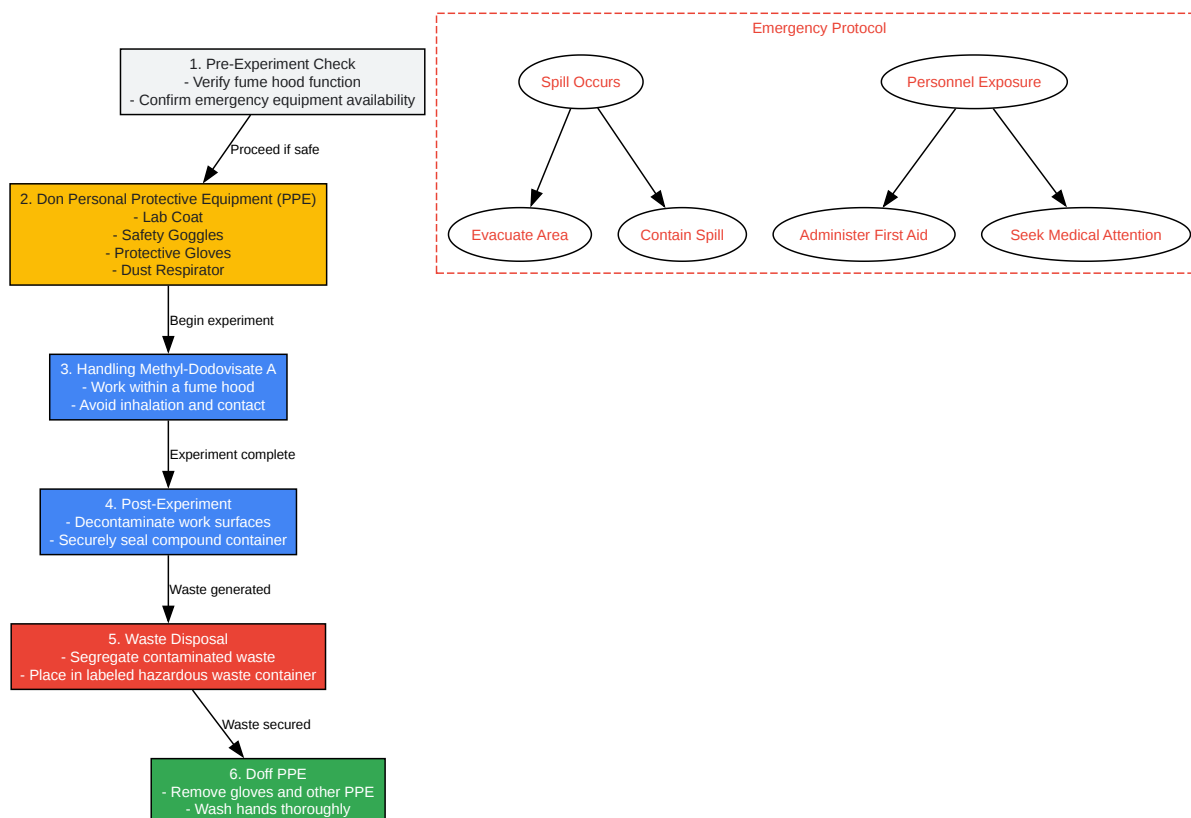 1. Pre-Experiment Check
- Verify fume hood function
- Confirm emergency equipment availability
Proceed if safe
2. Don Personal Protective Equipment (PPE)
- Lab Coat
- Safety Goggles
- Protective Gloves
- Dust Respirator
Begin experiment
3. Handling Methyl-Dodovisate A
- Work within a fume hood
- Avoid inhalation and contact
Experiment complete
4. Post-Experiment
- Decontaminate work surfaces
- Securely seal compound container
Waste generated
5. Waste Disposal
- Segregate contaminated waste
- Place in labeled hazardous waste container
Waste secured
6. Doff PPE
- Remove gloves and other PPE
- Wash hands thoroughly
Emergency Protocol
Spill Occurs
Personnel Exposure
Evacuate Area
Contain Spill
Administer First Aid
Seek Medical Attention